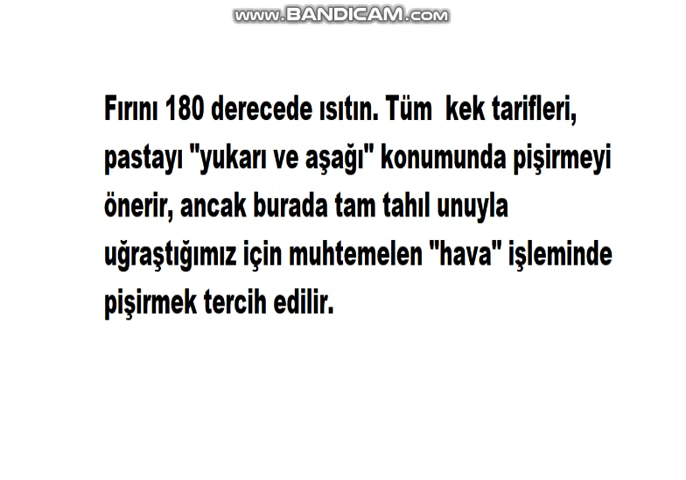 www.BANDICAM.com
Fırını 180 derecede ısıtın. Tüm  kek tarifleri,
pastayı "yukarı ve aşağı" konumunda pişirmeyi
önerir, ancak burada tam tahıl unuyla
uğraştığımız için muhtemelen "hava" işleminde
pişirmek tercih edilir.